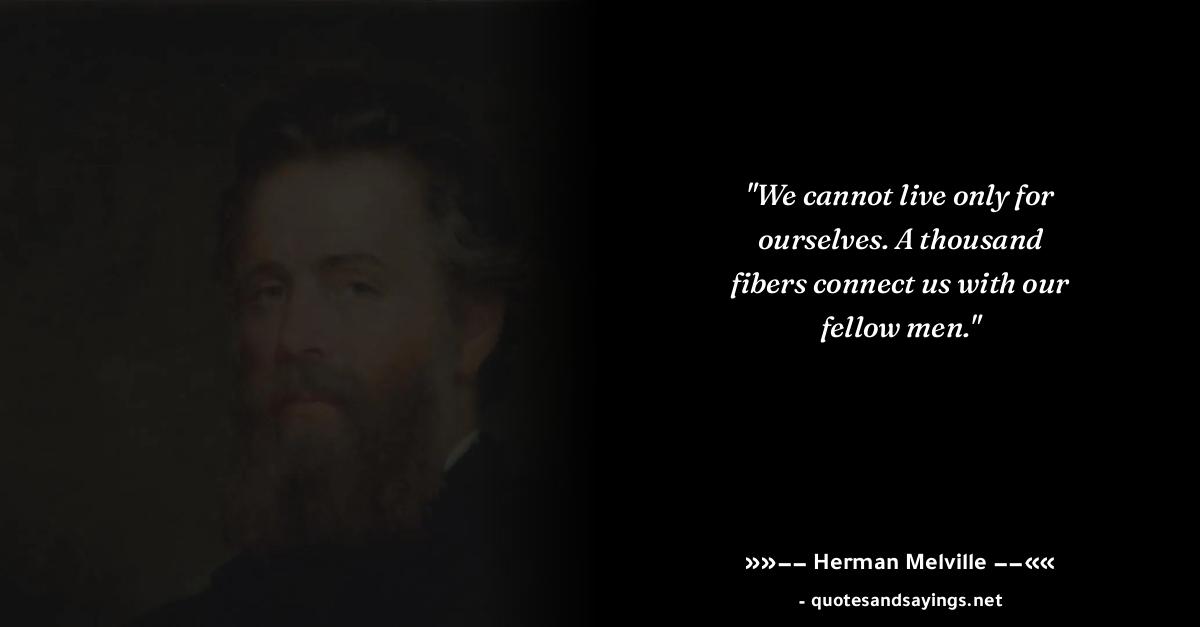 "We cannot live only for
ourselves. A thousand
fibers connect us with our
fellow men."
»»−− Herman Melville −−««
- quotesandsayings.net